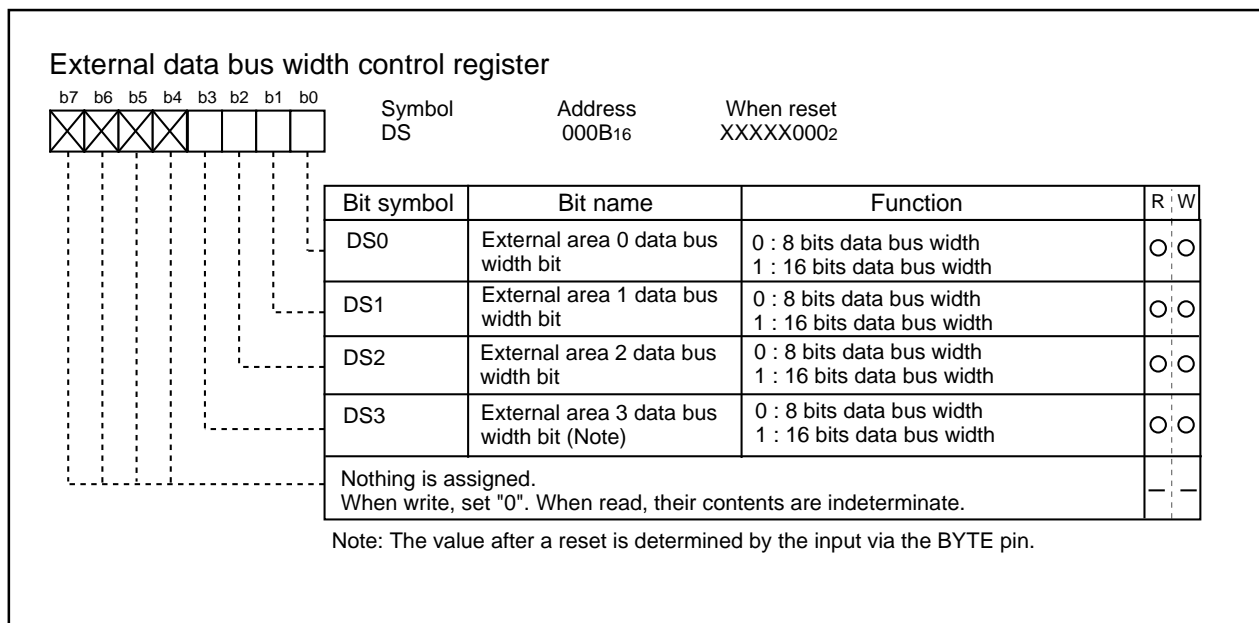 External data bus width control register
b7 b6 b5 b4 b3 b2 b1 b0
Symbol Address When reset
DS 000B16 XXXXX0002
Bit symbol Bit name Function R W
DS0 External area 0 data bus width bit 0 : 8 bits data bus width
1 : 16 bits data bus width
DS1 External area 1 data bus width bit 0 : 8 bits data bus width
1 : 16 bits data bus width
DS2 External area 2 data bus width bit 0 : 8 bits data bus width
1 : 16 bits data bus width
DS3 External area 3 data bus width bit (Note) 0 : 8 bits data bus width
1 : 16 bits data bus width
Nothing is assigned.
When write, set "0". When read, their contents are indeterminate.
Note: The value after a reset is determined by the input via the BYTE pin.